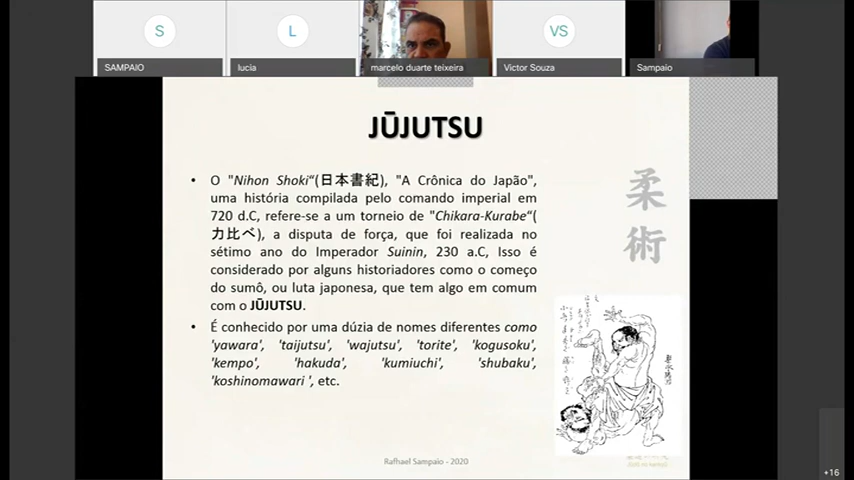 S
L
VS
SAMPAIO
lucia
marcelo duarte teixeira
Victor Souza
Sampaio
JŪJUTSU
• O "Nihon Shoki“(日本書紀), "A Crônica do Japão",
uma história compilada pelo comando imperial em
720 d.C, refere-se a um torneio de "Chikara-Kurabe“(
力比べ), a disputa de força, que foi realizada no
sétimo ano do Imperador Suinin, 230 a.C, Isso é
considerado por alguns historiadores como o começo
do sumô, ou luta japonesa, que tem algo em comum
com o JŪJUTSU.
• É conhecido por uma dúzia de nomes diferentes como
'yawara', 'taijutsu', 'wajutsu', 'torite', 'kogusoku',
'kempo', 'hakuda', 'kumiuchi', 'shubaku',
'koshinomawari ', etc.
柔
術
Rafhael Sampaio - 2020
+16